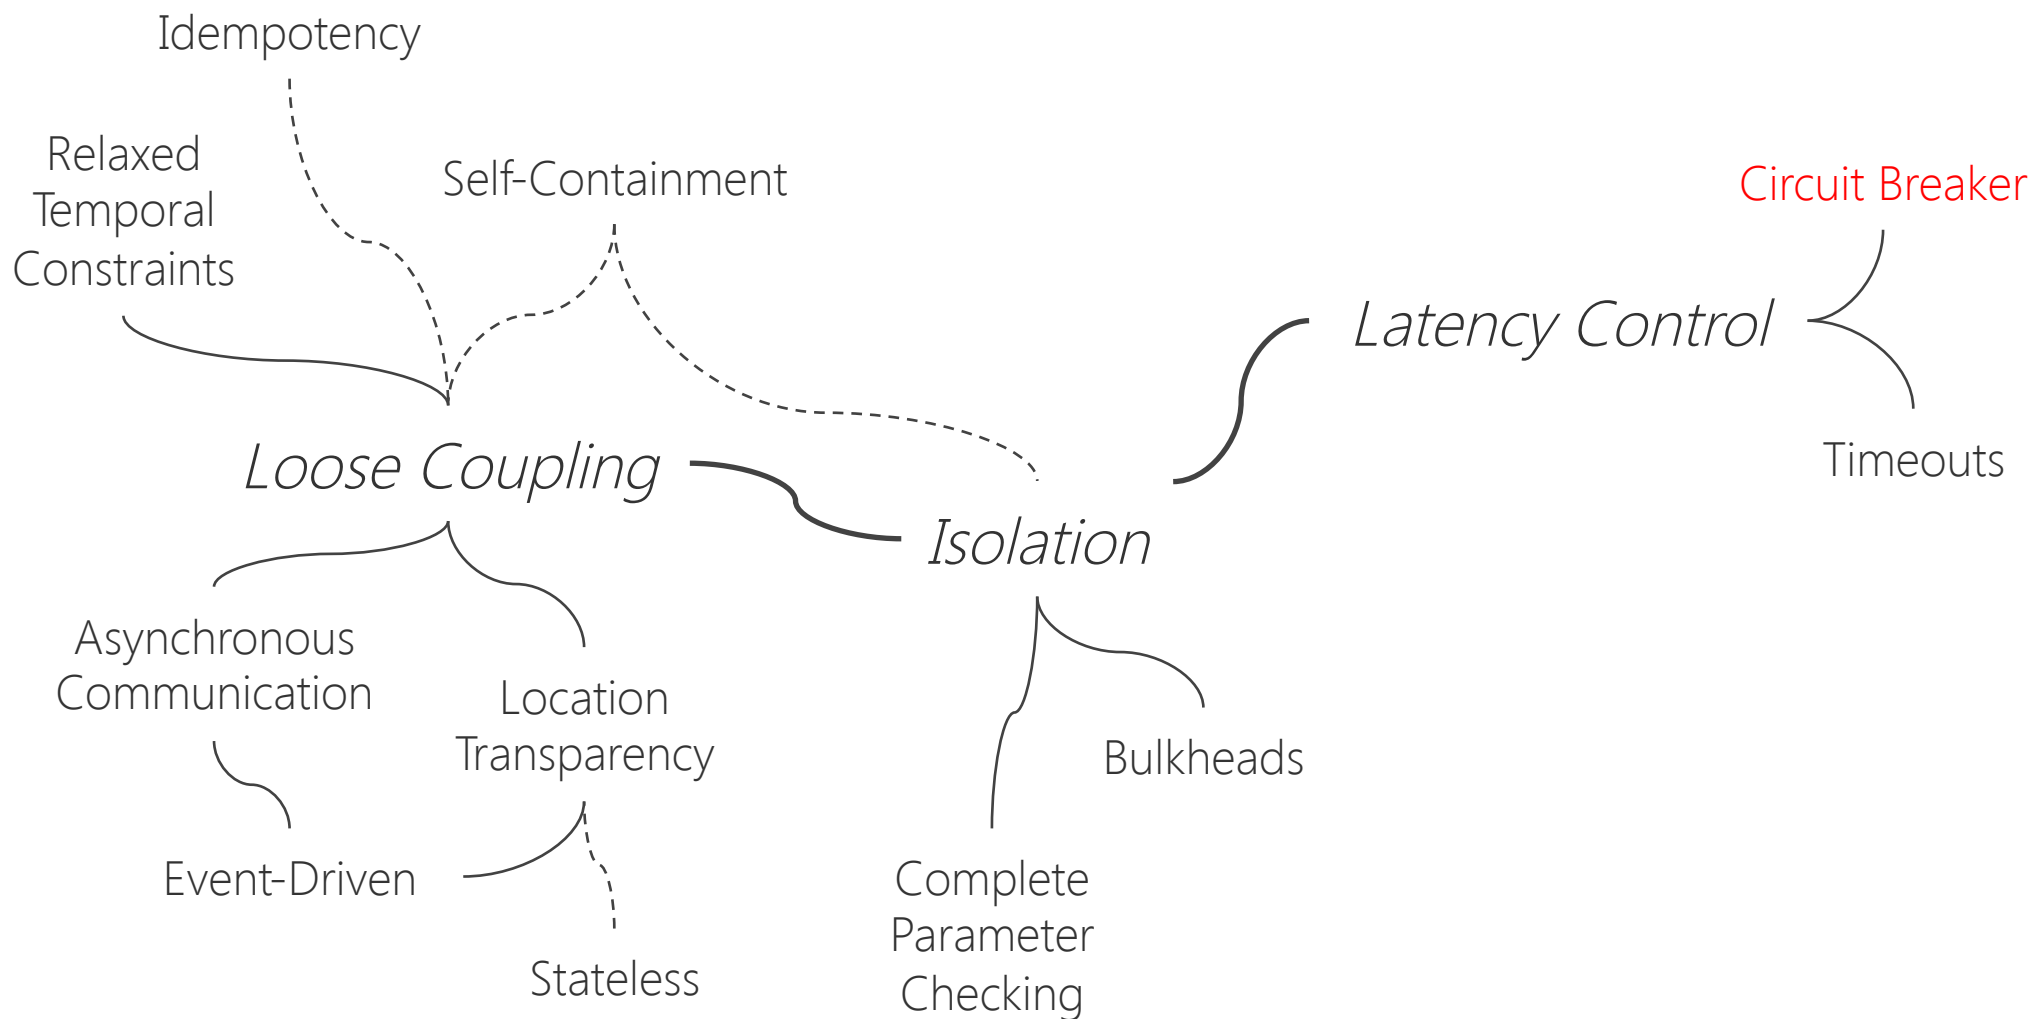 Idempotency
Relaxed
Temporal
Constraints
Self-Containment
Circuit Breaker
Latency Control
Timeouts
Loose Coupling
Isolation
Asynchronous
Communication
Location
Transparency
Bulkheads
Event-Driven
Stateless
Complete
Parameter
Checking